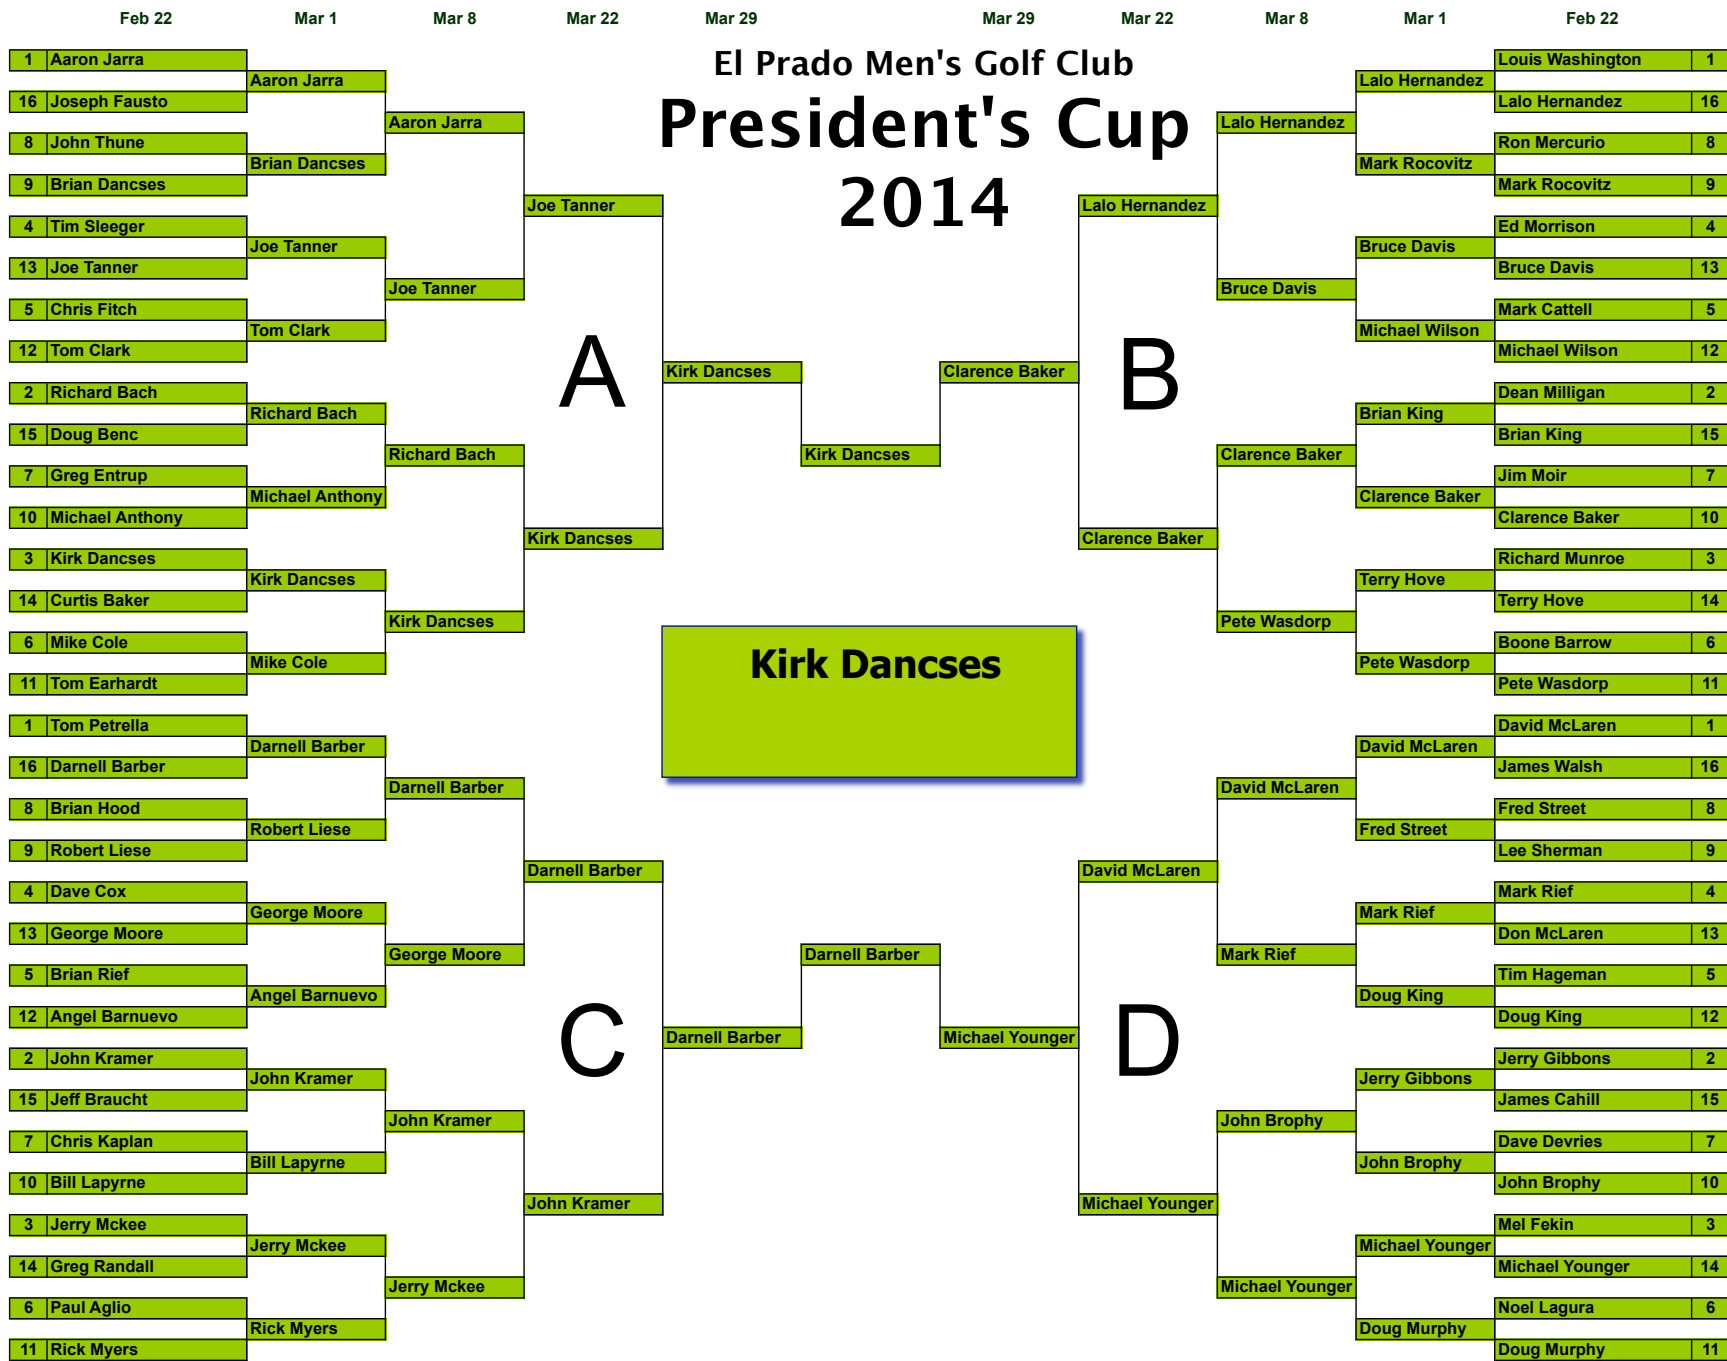 Feb 22 Mar 1 Mar 8 Mar 22 Mar 29 Mar 29 Mar 22 Mar 8 Mar 1 Feb 22
El Prado Men's Golf Club
President's Cup
2014
1 Aaron Jarra Louis Washington 1
Aaron Jarra Lalo Hernandez
16 Joseph Fausto Lalo Hernandez 16
Aaron Jarra Lalo Hernandez
8 John Thune Ron Mercurio 8
Brian Dancses Mark Rocovitz
9 Brian Dancses Mark Rocovitz 9
Joe Tanner Lalo Hernandez
4 Tim Sleeger Ed Morrison 4
Joe Tanner Bruce Davis
13 Joe Tanner Bruce Davis 13
Joe Tanner Bruce Davis
5 Chris Fitch Mark Cattell 5
Tom Clark Michael Wilson
12 Tom Clark Michael Wilson 12
A B
Kirk Dancses Clarence Baker
2 Richard Bach Dean Milligan 2
Richard Bach Brian King
15 Doug Benc Brian King 15
Richard Bach Kirk Dancses Clarence Baker
7 Greg Entrup Jim Moir 7
Michael Anthony Clarence Baker
10 Michael Anthony Clarence Baker 10
Kirk Dancses Clarence Baker
3 Kirk Dancses Richard Munroe 3
Kirk Dancses Terry Hove
14 Curtis Baker Terry Hove 14
Kirk Dancses Pete Wasdorp
6 Mike Cole Boone Barrow 6
Mike Cole Kirk Dancses Pete Wasdorp
11 Tom Earhardt Pete Wasdorp 11
1 Tom Petrella David McLaren 1
Darnell Barber David McLaren
16 Darnell Barber James Walsh 16
Darnell Barber David McLaren
8 Brian Hood Fred Street 8
Robert Liese Fred Street
9 Robert Liese Lee Sherman 9
Darnell Barber David McLaren
4 Dave Cox Mark Rief 4
George Moore Mark Rief
13 George Moore Don McLaren 13
George Moore Darnell Barber Mark Rief
5 Brian Rief Tim Hageman 5
Angel Barnuevo Doug King
12 Angel Barnuevo Doug King 12
C D
Darnell Barber Michael Younger
2 John Kramer Jerry Gibbons 2
John Kramer Jerry Gibbons
15 Jeff Braucht James Cahill 15
John Kramer John Brophy
7 Chris Kaplan Dave Devries 7
Bill Lapyrne John Brophy
10 Bill Lapyrne John Brophy 10
John Kramer Michael Younger
3 Jerry Mckee Mel Fekin 3
Jerry Mckee Michael Younger
14 Greg Randall Michael Younger 14
Jerry Mckee Michael Younger
6 Paul Aglio Noel Lagura 6
Rick Myers Doug Murphy
11 Rick Myers Doug Murphy 11